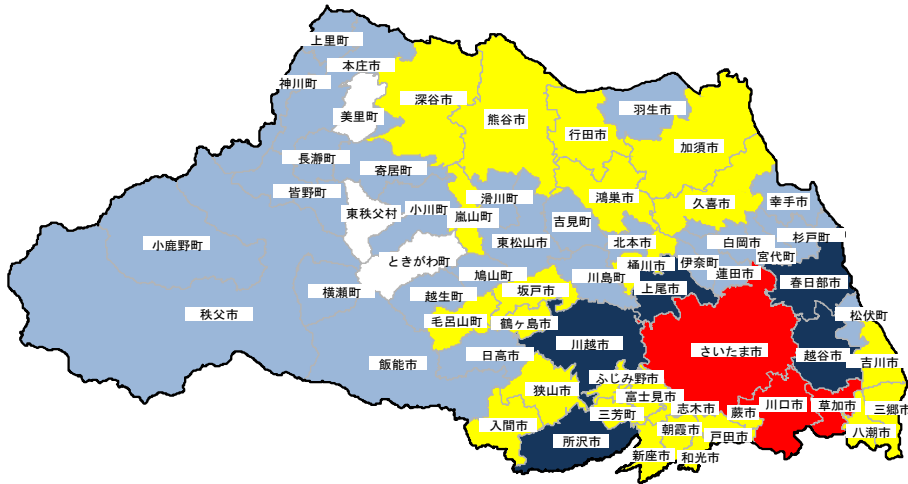 上里町
本庄市
神川町
美里町
深谷市
熊谷市
行田市
羽生市
加須市
長瀞町
寄居町
皆野町
東秩父村
小川町
嵐山町
滑川町
吉見町
鴻巣市
久喜市
幸手市
小鹿野町
東松山市
北本市
白岡市
杉戸町
ときがわ町
宮代町
鳩山町
川島町
桶川市
伊奈町
蓮田市
横瀬町
越生町
坂戸市
上尾市
春日部市
秩父市
毛呂山町
鶴ヶ島市
松伏町
川越市
さいたま市
越谷市
吉川市
飯能市
日高市
ふじみ野市
狭山市
富士見市
三芳町
志木市
蕨市
川口市
草加市
三郷市
入間市
朝霞市
戸田市
八潮市
所沢市
新座市
和光市